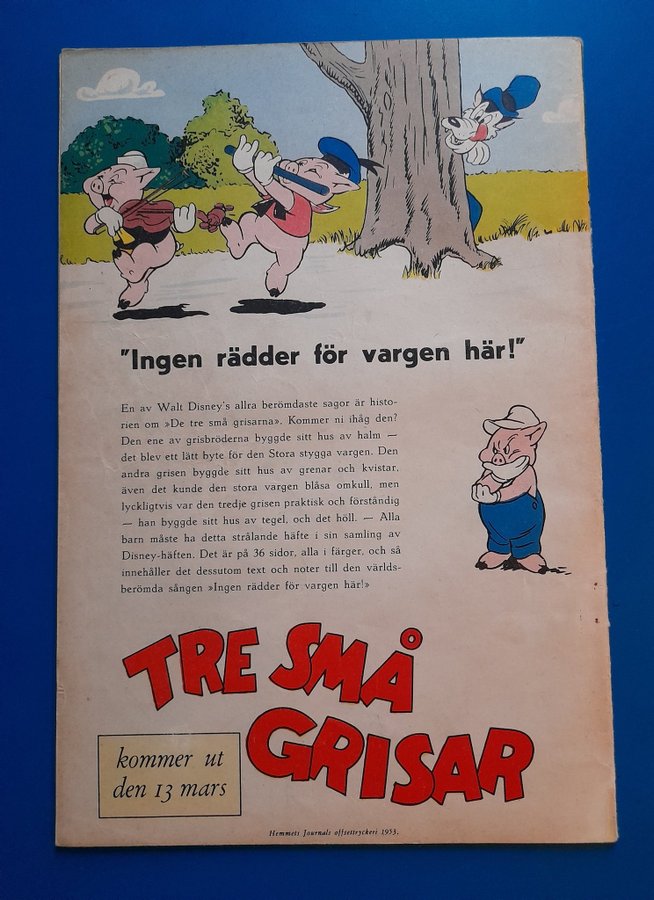 "Ingen rädder för vargen här!"
En av Walt Disney's allra berömdaste sagor är histo-
rien om »De tre små grisarna». Kommer ni ihåg den?
Den ene av grisbröderna byggde sitt hus av halm —
det blev ett lätt byte för den Stora stygga vargen. Den
andra grisen byggde sitt hus av grenar och kvistar,
även det kunde den stora vargen blåsa omkull, men
lyckligtvis var den tredje grisen praktisk och förståndig
— han byggde sitt hus av tegel, och det höll. — Alla
barn måste ha detta strålande häfte i sin samling av
Disney-häften. Det är på 36 sidor, alla i färger, och så
innehåller det dessutom text och noter till den världs-
berömda sången »Ingen rädder för vargen här!»
TRE SMÅ
GRISAR
kommer ut
den 13 mars
Hemmets Journals offsettryckeri 1953.